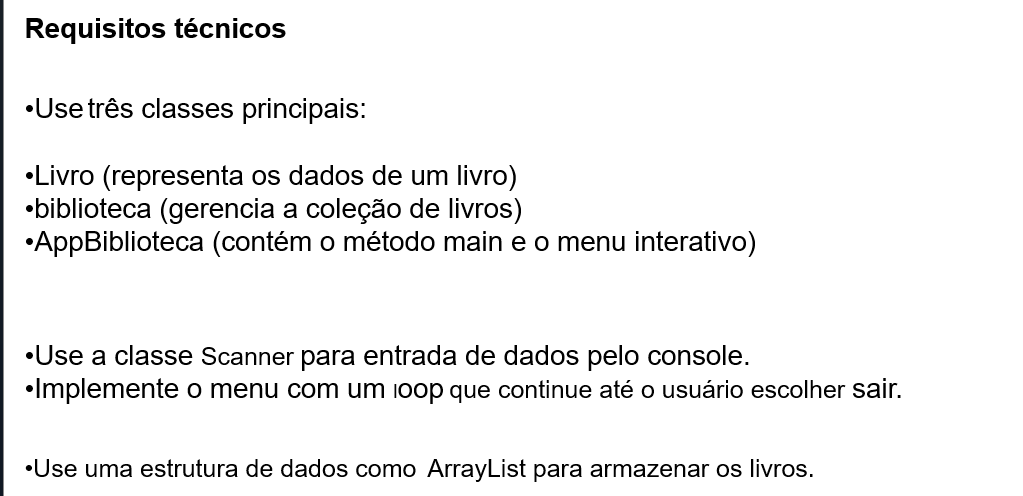 Requisitos técnicos
•Use três classes principais:
•Livro (representa os dados de um livro)
•biblioteca (gerencia a coleção de livros)
•AppBiblioteca (contém o método main e o menu interativo)
•Use a classe Scanner para entrada de dados pelo console.
•Implemente o menu com um loop que continue até o usuário escolher sair.
•Use uma estrutura de dados como ArrayList para armazenar os livros.